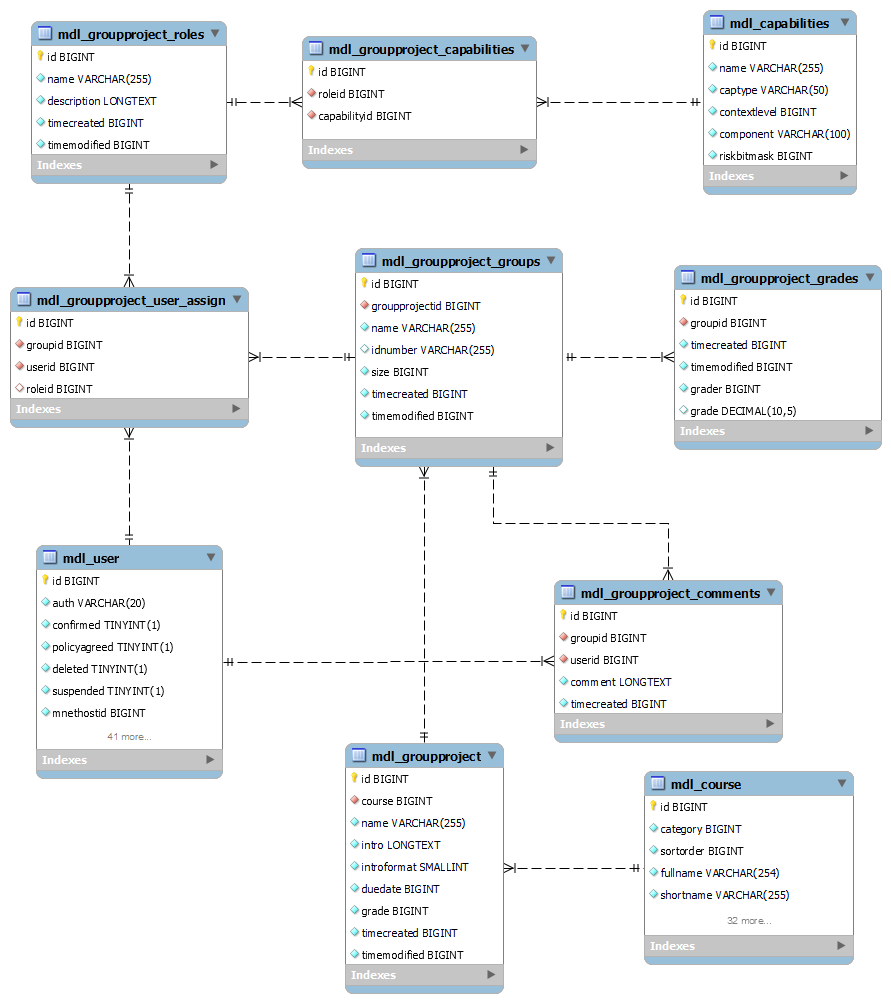 mdl_groupproject_roles
id BIGINT
name VARCHAR(255)
description LONGTEXT
timecreated BIGINT
timemodified BIGINT
Indexes
mdl_groupproject_capabilities
id BIGINT
roleid BIGINT
capabilityid BIGINT
Indexes
mdl_capabilities
id BIGINT
name VARCHAR(255)
captype VARCHAR(50)
contextlevel BIGINT
component VARCHAR(100)
riskbitmask BIGINT
Indexes
mdl_groupproject_user_assign
id BIGINT
groupid BIGINT
userid BIGINT
roleid BIGINT
Indexes
mdl_groupproject_groups
id BIGINT
groupprojectid BIGINT
name VARCHAR(255)
idnumber VARCHAR(255)
size BIGINT
timecreated BIGINT
timemodified BIGINT
Indexes
mdl_groupproject_grades
id BIGINT
groupid BIGINT
timecreated BIGINT
timemodified BIGINT
grader BIGINT
grade DECIMAL(10,5)
Indexes
mdl_user
id BIGINT
auth VARCHAR(20)
confirmed TINYINT(1)
policyagreed TINYINT(1)
deleted TINYINT(1)
suspended TINYINT(1)
mnethostid BIGINT
41 more...
Indexes
mdl_groupproject_comments
id BIGINT
groupid BIGINT
userid BIGINT
comment LONGTEXT
timecreated BIGINT
Indexes
mdl_groupproject
id BIGINT
course BIGINT
name VARCHAR(255)
intro LONGTEXT
introformat SMALLINT
duedate BIGINT
grade BIGINT
timecreated BIGINT
timemodified BIGINT
Indexes
mdl_course
id BIGINT
category BIGINT
sortorder BIGINT
fullname VARCHAR(254)
shortname VARCHAR(255)
32 more...
Indexes